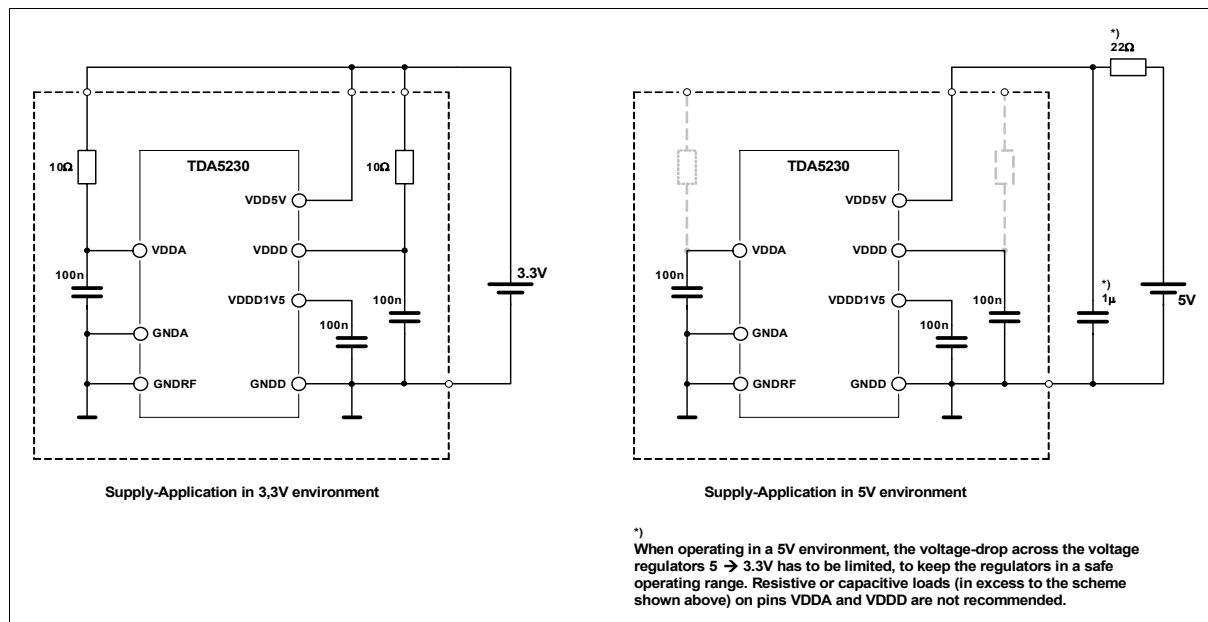 10Ω
TDA5230
10Ω
VDD5V
VDDA
VDDD
100n
3.3V
VDDD1V5
100n
100n
GNDA
GNDRF
GNDD
Supply-Application in 3,3V environment
*)
22Ω
TDA5230
VDD5V
VDDA
VDDD
100n
VDDD1V5
100n
*)
1µ
5V
100n
GNDA
GNDRF
GNDD
Supply-Application in 5V environment
*)
When operating in a 5V environment, the voltage-drop across the voltage
regulators 5 → 3.3V has to be limited, to keep the regulators in a safe
operating range. Resistive or capacitive loads (in excess to the scheme
shown above) on pins VDDA and VDDD are not recommended.